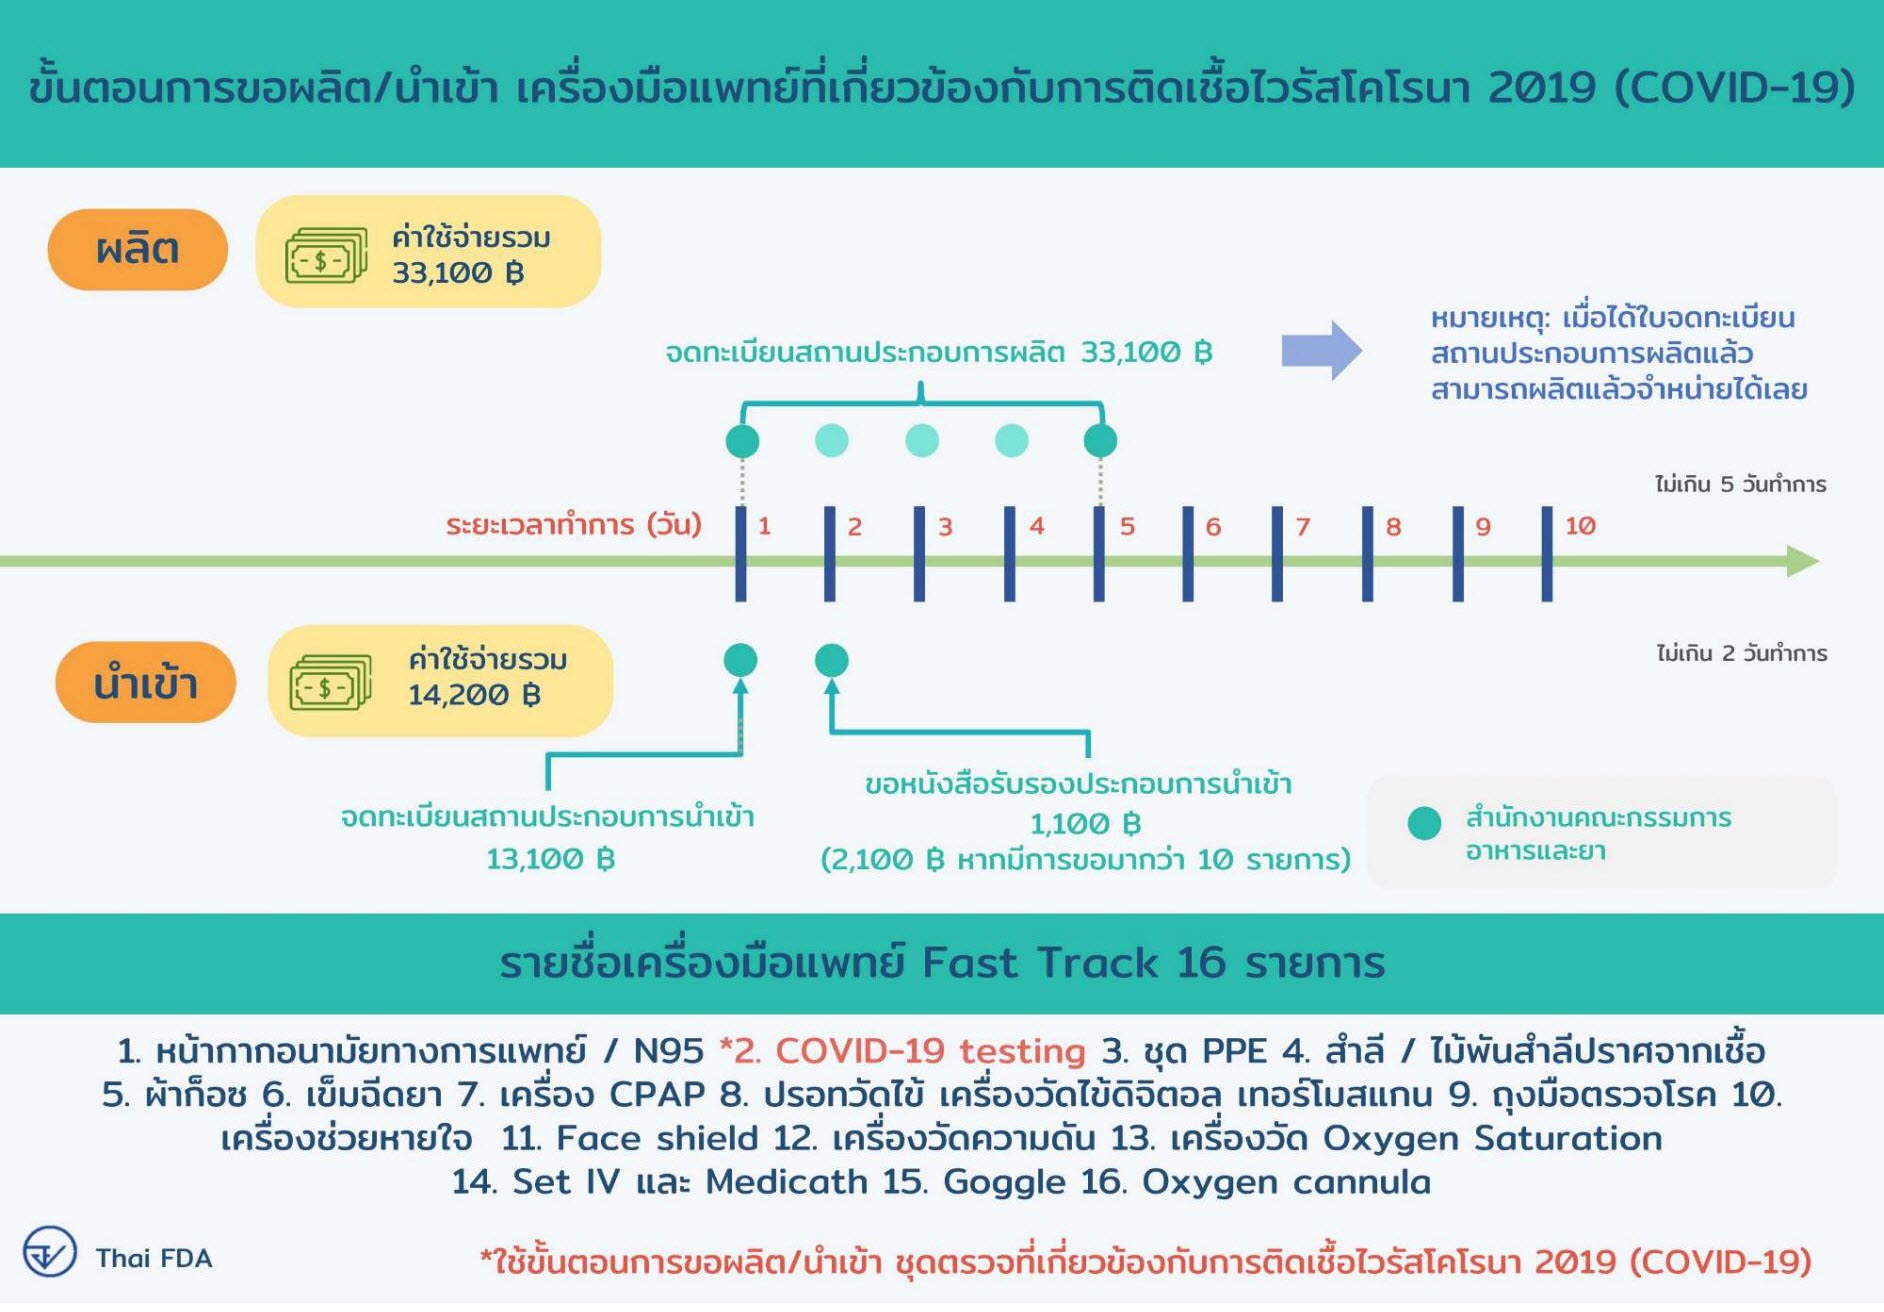 ขั้นตอนการขอผลิต/นำเข้า เครื่องมือแพทย์ที่เกี่ยวข้องกับการติดเชื้อไวรัสโคโรนา 2019 (COVID-19)
ผลิต
ค่าใช้จ่ายรวม
33,100 ฿
จดทะเบียนสถานประกอบการผลิต 33,100 ฿
หมายเหตุ: เมื่อได้ใบจดทะเบียน
สถานประกอบการผลิตแล้ว
สามารถผลิตแล้วจำหน่ายได้เลย
ไม่เกิน 5 วันทำการ
ระยะเวลาทำการ (วัน) 1 2 3 4 5 6 7 8 9 10
นำเข้า
ค่าใช้จ่ายรวม
14,200 ฿
ไม่เกิน 2 วันทำการ
จดทะเบียนสถานประกอบการนำเข้า
13,100 ฿
ขอหนังสือรับรองประกอบการนำเข้า
1,100 ฿
(2,100 ฿ หากมีการขอมากว่า 10 รายการ)
สำนักงานคณะกรรมการ
อาหารและยา
รายชื่อเครื่องมือแพทย์ Fast Track 16 รายการ
1. หน้ากากอนามัยทางการแพทย์ / N95 *2. COVID-19 testing 3. ชุด PPE 4. สำลี / ไม้พันสำลีปราศจากเชื้อ
5. ผ้าก็อซ 6. เข็มฉีดยา 7. เครื่อง CPAP 8. ปรอทวัดไข้ เครื่องวัดไข้ดิจิตอล เทอร์โมสแกน 9. ถุงมือตรวจโรค 10.
เครื่องช่วยหายใจ 11. Face shield 12. เครื่องวัดความดัน 13. เครื่องวัด Oxygen Saturation
14. Set IV และ Medicath 15. Goggle 16. Oxygen cannula
Thai FDA
*ใช้ขั้นตอนการขอผลิต/นำเข้า ชุดตรวจที่เกี่ยวข้องกับการติดเชื้อไวรัสโคโรนา 2019 (COVID-19)